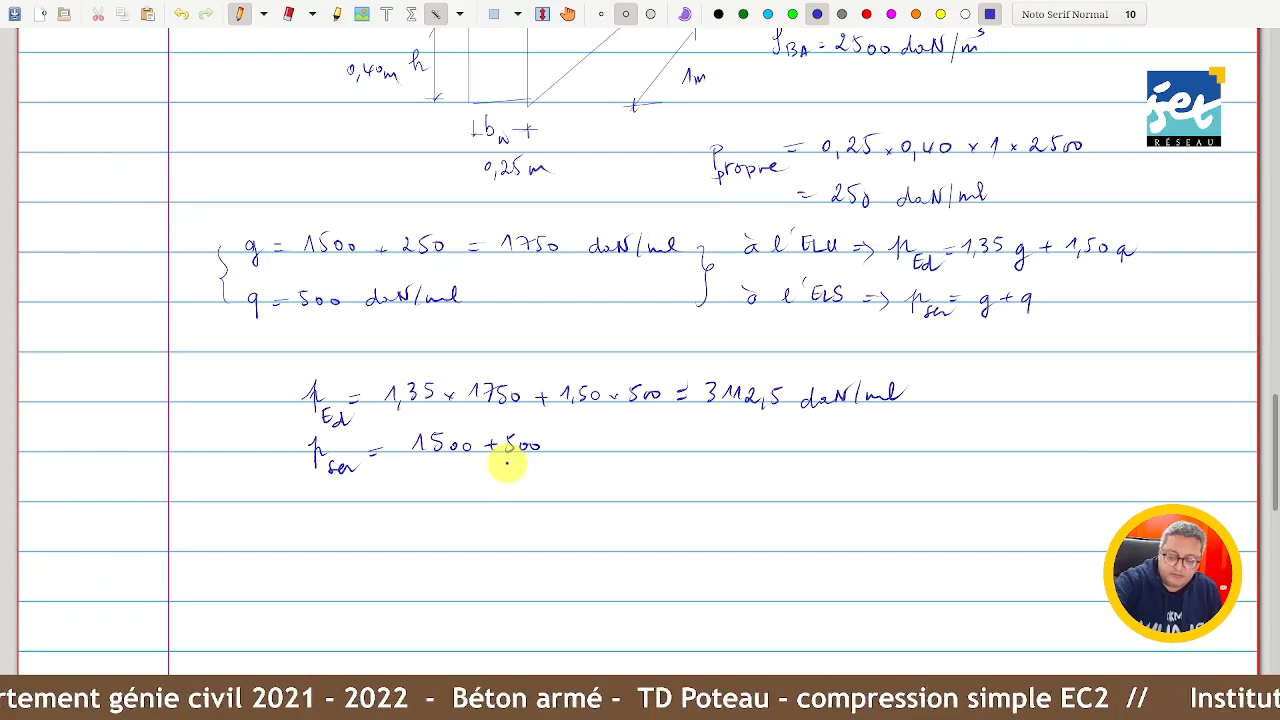 Noto Serif Normal 10
ρBA = 2500 daN/m³
0,40m h
1m
bw
0,25 m
Ppropre = 0,25 × 0,40 × 1 × 2500
= 250 daN/ml
g = 1500 + 250 = 1750 daN/ml
à l'ELU => pEd = 1,35 g + 1,50 q
q = 500 daN/ml
à l'ELS => pser = g + q
pEd = 1,35 × 1750 + 1,50 × 500 = 3112,5 daN/ml
pser = 1500 + 500
iset
RÉSEAU
rtement génie civil 2021 - 2022 - Béton armé - TD Poteau - compression simple EC2 // Institut